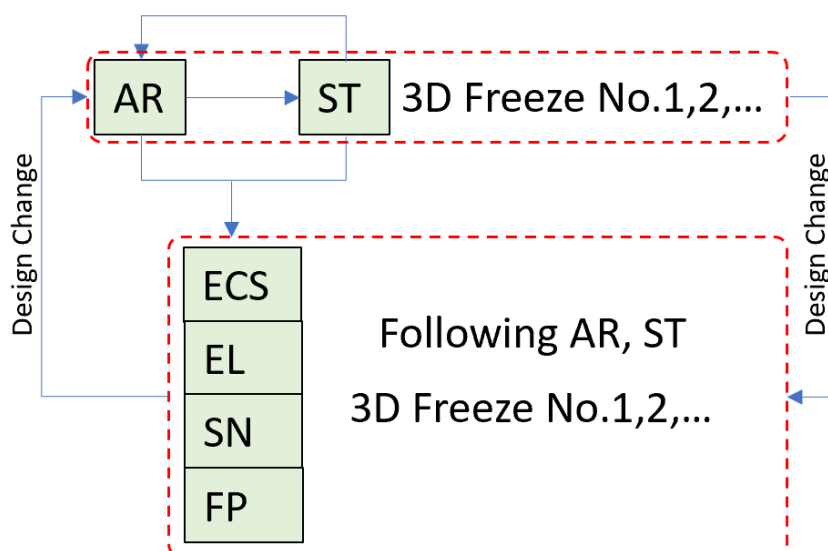 AR
ST
3D Freeze No.1,2,...
Design Change
Design Change
ECS
EL
SN
FP
Following AR, ST
3D Freeze No.1,2,...